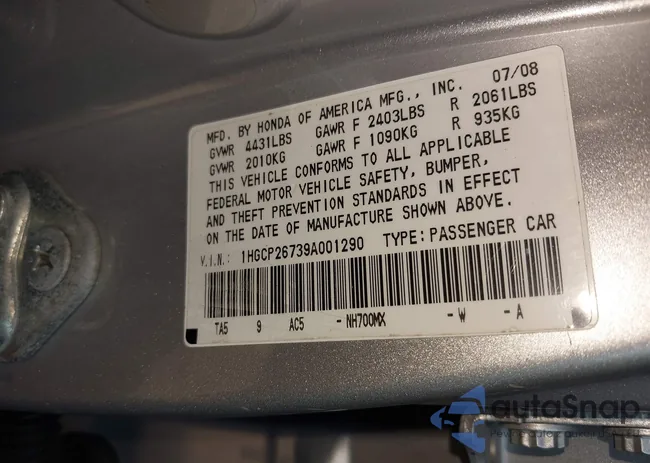 MFD. BY HONDA OF AMERICA MFG., INC. 07/08
GVWR 4431LBS GAWR F 2403LBS R 2061LBS
GVWR 2010KG GAWR F 1090KG R 935KG
THIS VEHICLE CONFORMS TO ALL APPLICABLE
FEDERAL MOTOR VEHICLE SAFETY, BUMPER,
AND THEFT PREVENTION STANDARDS IN EFFECT
ON THE DATE OF MANUFACTURE SHOWN ABOVE.
V.I.N.: 1HGCP26739A001290 TYPE: PASSENGER CAR
TA5 9 AC5 -NH700MX -W -A
autoSnap